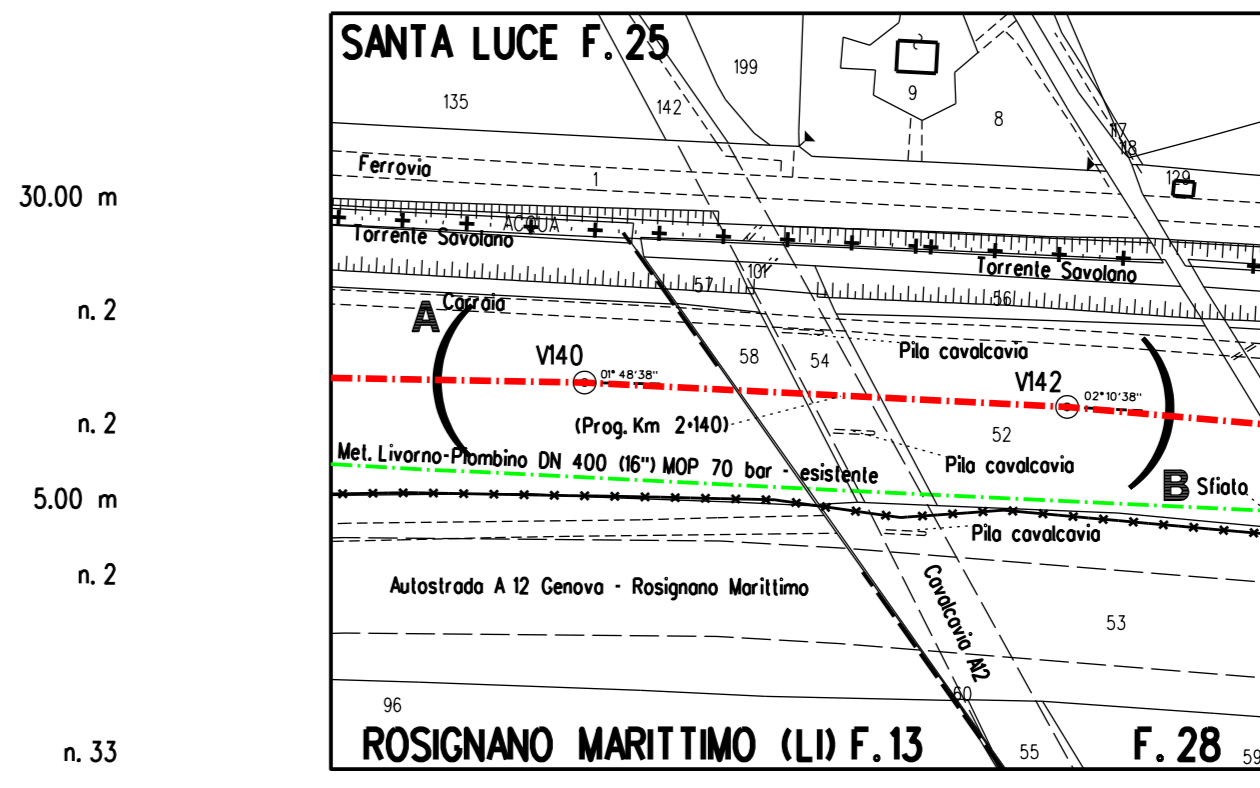 SANTA LUCE F. 25
199
135
142
9
8
117
118
129
Ferrovia
1
30.00 m
ACQUA
Torrente Savolano
Torrente Savolano
101
57
56
n. 2
A
Carraia
58
54
Pila cavalcavia
V140
01° 48'38"
V142
02°10'38"
n. 2
(Prog. Km 2+140)
52
Met. Livorno-Piombino DN 400 (16") MOP 70 bar - esistente
Pila cavalcavia
B
Sfiato
5.00 m
Pila cavalcavia
n. 2
Autostrada A 12 Genova - Rosignano Marittimo
Cavalcavia A12
53
60
96
n. 33
ROSIGNANO MARITTIMO (LI) F. 13
55
F. 28
59